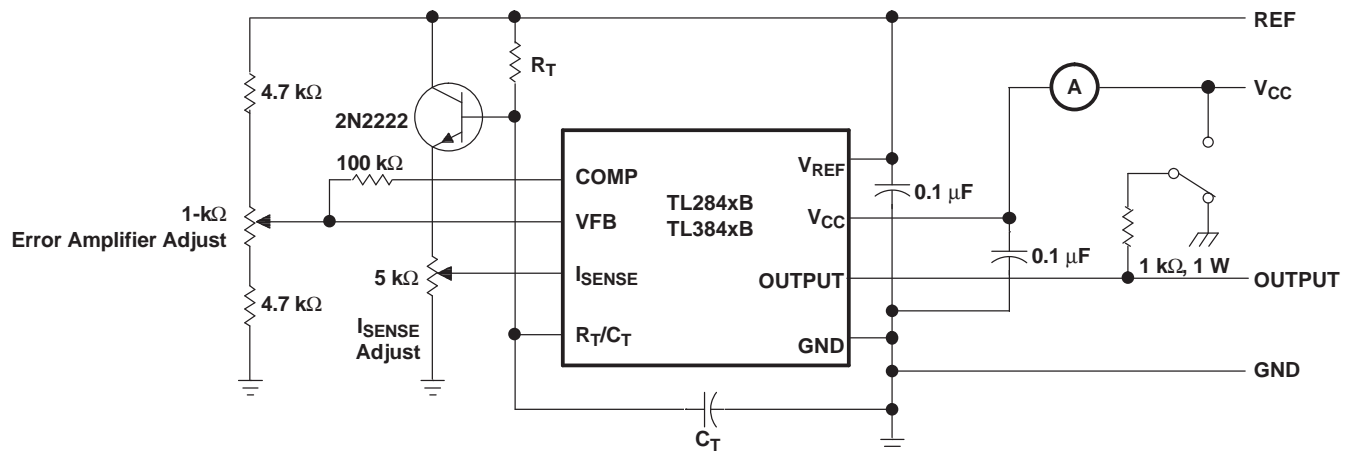 REF
R_T
4.7 kΩ
A
V_CC
2N2222
100 kΩ
COMP
TL284xB
TL384xB
V_REF
0.1 μF
1-kΩ
Error Amplifier Adjust
VFB
V_CC
5 kΩ
I_SENSE
0.1 μF
1 kΩ, 1 W
OUTPUT
OUTPUT
4.7 kΩ
I_SENSE
Adjust
R_T/C_T
GND
GND
C_T